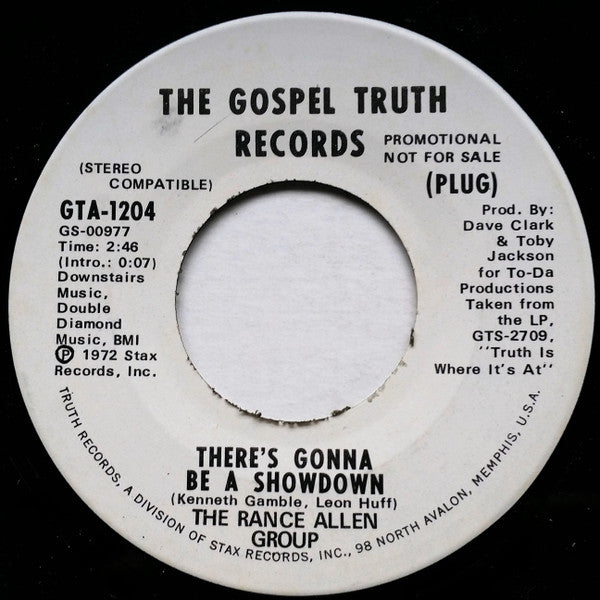 THE GOSPEL TRUTH
RECORDS
PROMOTIONAL
NOT FOR SALE
(STEREO
COMPATIBLE)
(PLUG)
GTA-1204
GS-00977
Time: 2:46
(Intro.: 0:07)
Downstairs
Music,
Double
Diamond
Music, BMI
Ⓟ 1972 Stax
Records, Inc.
Prod. By:
Dave Clark
& Toby
Jackson
for To-Da
Productions
Taken from
the LP,
GTS-2709,
"Truth Is
Where It's At"
THERE'S GONNA
BE A SHOWDOWN
(Kenneth Gamble, Leon Huff)
THE RANCE ALLEN
GROUP
TRUTH RECORDS, A DIVISION OF STAX RECORDS, INC., 98 NORTH AVALON, MEMPHIS, U.S.A.